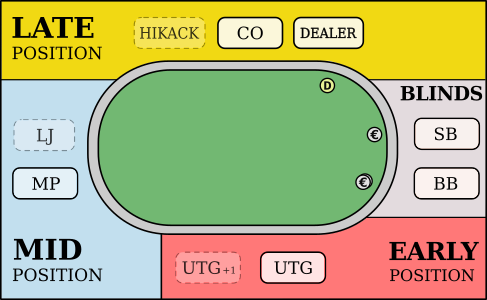 LATE
POSITION
HIKACK
CO
DEALER
D
BLINDS
€
SB
LJ
€
BB
MP
MID
POSITION
UTG+1
UTG
EARLY
POSITION